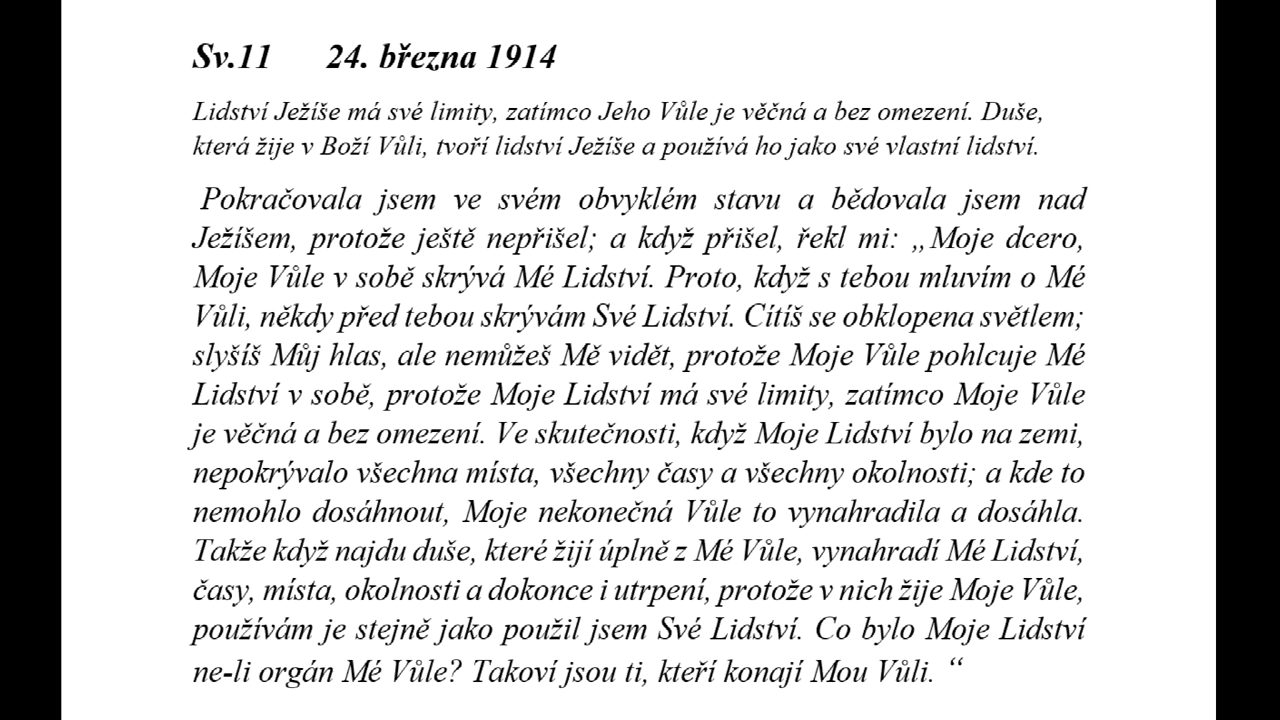 Sv.11 24. března 1914
Lidství Ježíše má své limity, zatímco Jeho Vůle je věčná a bez omezení. Duše,
která žije v Boží Vůli, tvoří lidství Ježíše a používá ho jako své vlastní lidství.
Pokračovala jsem ve svém obvyklém stavu a bědovala jsem nad
Ježíšem, protože ještě nepřišel; a když přišel, řekl mi: „Moje dcero,
Moje Vůle v sobě skrývá Mé Lidství. Proto, když s tebou mluvím o Mé
Vůli, někdy před tebou skrývám Své Lidství. Cítíš se obklopena světlem;
slyšíš Můj hlas, ale nemůžeš Mě vidět, protože Moje Vůle pohlcuje Mé
Lidství v sobě, protože Moje Lidství má své limity, zatímco Moje Vůle
je věčná a bez omezení. Ve skutečnosti, když Moje Lidství bylo na zemi,
nepokrývalo všechna místa, všechny časy a všechny okolnosti; a kde to
nemohlo dosáhnout, Moje nekonečná Vůle to vynahradila a dosáhla.
Takže když najdu duše, které žijí úplně z Mé Vůle, vynahradí Mé Lidství,
časy, místa, okolnosti a dokonce i utrpení, protože v nich žije Moje Vůle,
používám je stejně jako použil jsem Své Lidství. Co bylo Moje Lidství
ne-li orgán Mé Vůle? Takoví jsou ti, kteří konají Mou Vůli. “